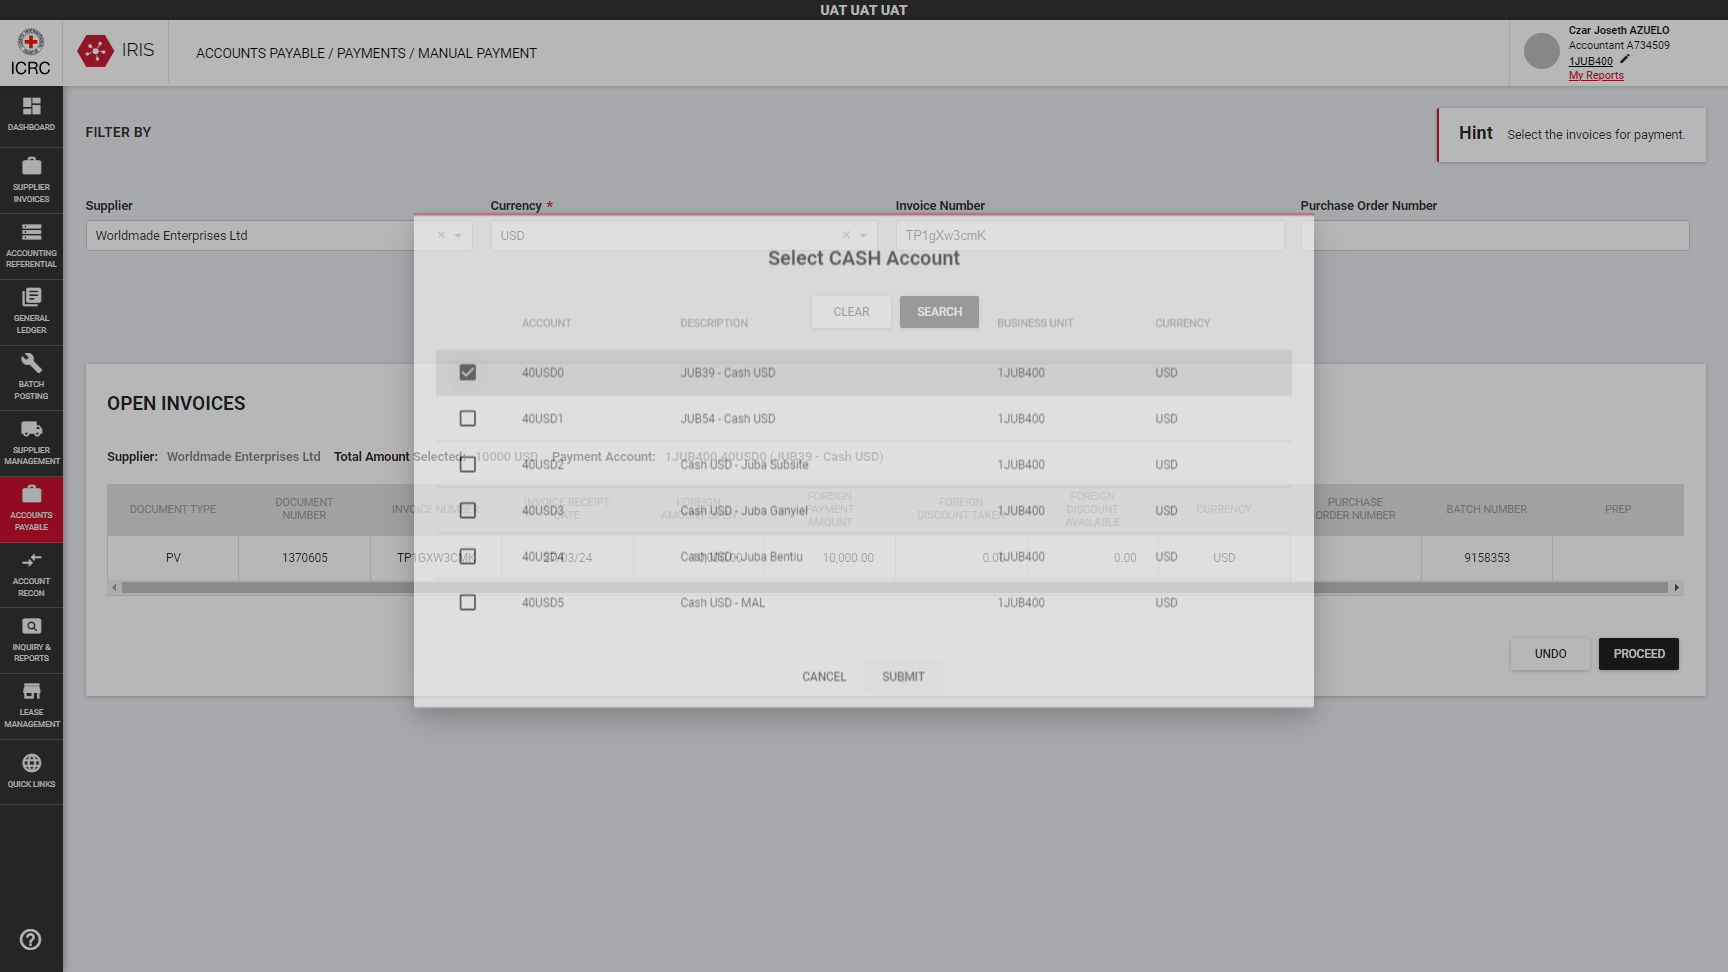 UAT UAT UAT
ICRC
IRIS
ACCOUNTS PAYABLE / PAYMENTS / MANUAL PAYMENT
Czar Joseth AZUELO
Accountant A734509
1JUB400
My Reports
DASHBOARD
SUPPLIER
INVOICES
ACCOUNTING
REFERENTIAL
GENERAL
LEDGER
BATCH
POSTING
SUPPLIER
MANAGEMENT
ACCOUNTS
PAYABLE
ACCOUNT
RECON
INQUIRY &
REPORTS
LEASE
MANAGEMENT
QUICK LINKS
FILTER BY
Hint Select the invoices for payment.
Supplier Currency * Invoice Number Purchase Order Number
Worldmade Enterprises Ltd USD TP1gXw3cmK
CLEAR SEARCH
Select CASH Account
ACCOUNT DESCRIPTION BUSINESS UNIT CURRENCY
40USD0 JUB39 - Cash USD 1JUB400 USD
40USD1 JUB54 - Cash USD 1JUB400 USD
40USD2 Cash USD - Juba Subsite 1JUB400 USD
40USD3 Cash USD - Juba Ganyiel 1JUB400 USD
40USD4 Cash USD - Juba Bentiu 1JUB400 USD
40USD5 Cash USD - MAL 1JUB400 USD
CANCEL SUBMIT
OPEN INVOICES
Supplier: Worldmade Enterprises Ltd Total Amount Selected: 10000 USD Payment Account: 1JUB400.40USD0 (JUB39 - Cash USD)
DOCUMENT TYPE DOCUMENT NUMBER INVOICE NUMBER INVOICE RECEIPT DATE FOREIGN AMOUNT OPEN FOREIGN PAYMENT AMOUNT FOREIGN DISCOUNT TAKEN FOREIGN DISCOUNT AVAILABLE CURRENCY PURCHASE ORDER NUMBER BATCH NUMBER PREP
PV 1370605 TP1GXW3CMK /03/24 10,000.00 0.00 0.00 USD 9158353
UNDO PROCEED